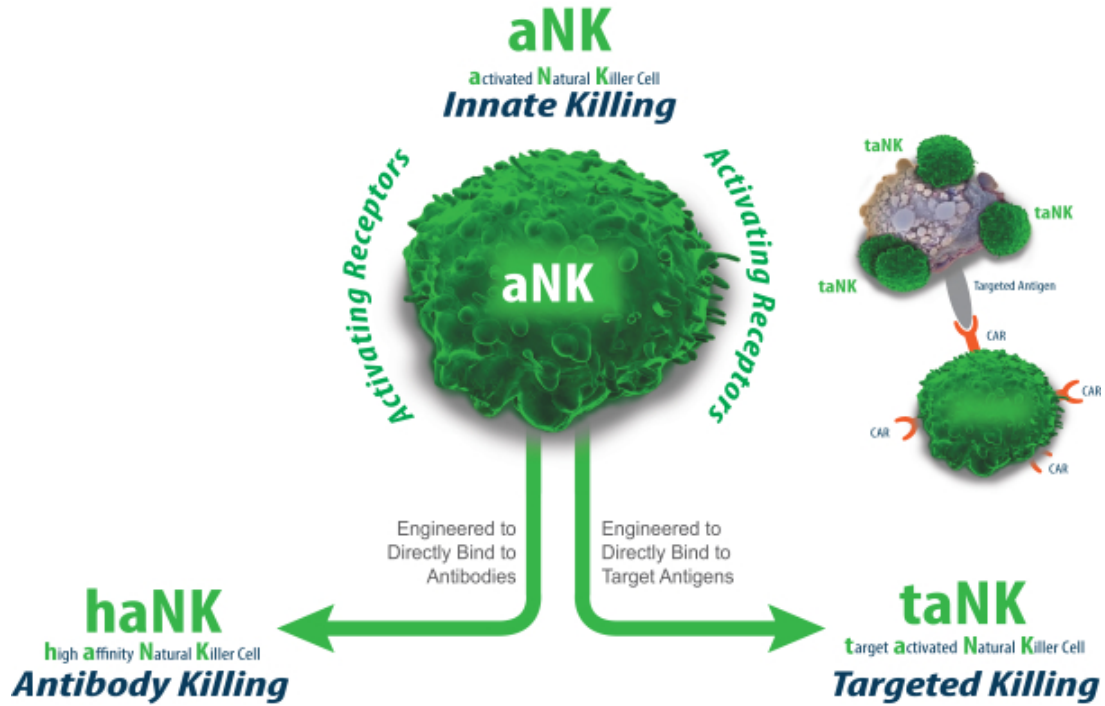 aNK
activated Natural Killer Cell
Innate Killing
Activating Receptors
aNK
Activating Receptors
taNK
taNK
taNK
Targeted Antigen
CAR
CAR
CAR
CAR
Engineered to
Directly Bind to
Antibodies
Engineered to
Directly Bind to
Target Antigens
haNK
high affinity Natural Killer Cell
Antibody Killing
taNK
target activated Natural Killer Cell
Targeted Killing